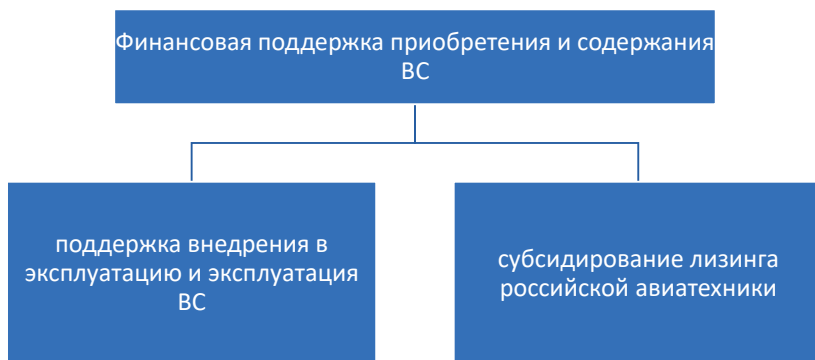 Финансовая поддержка приобретения и содержания
ВС
поддержка внедрения в
эксплуатацию и эксплуатация
ВС
субсидирование лизинга
российской авиатехники